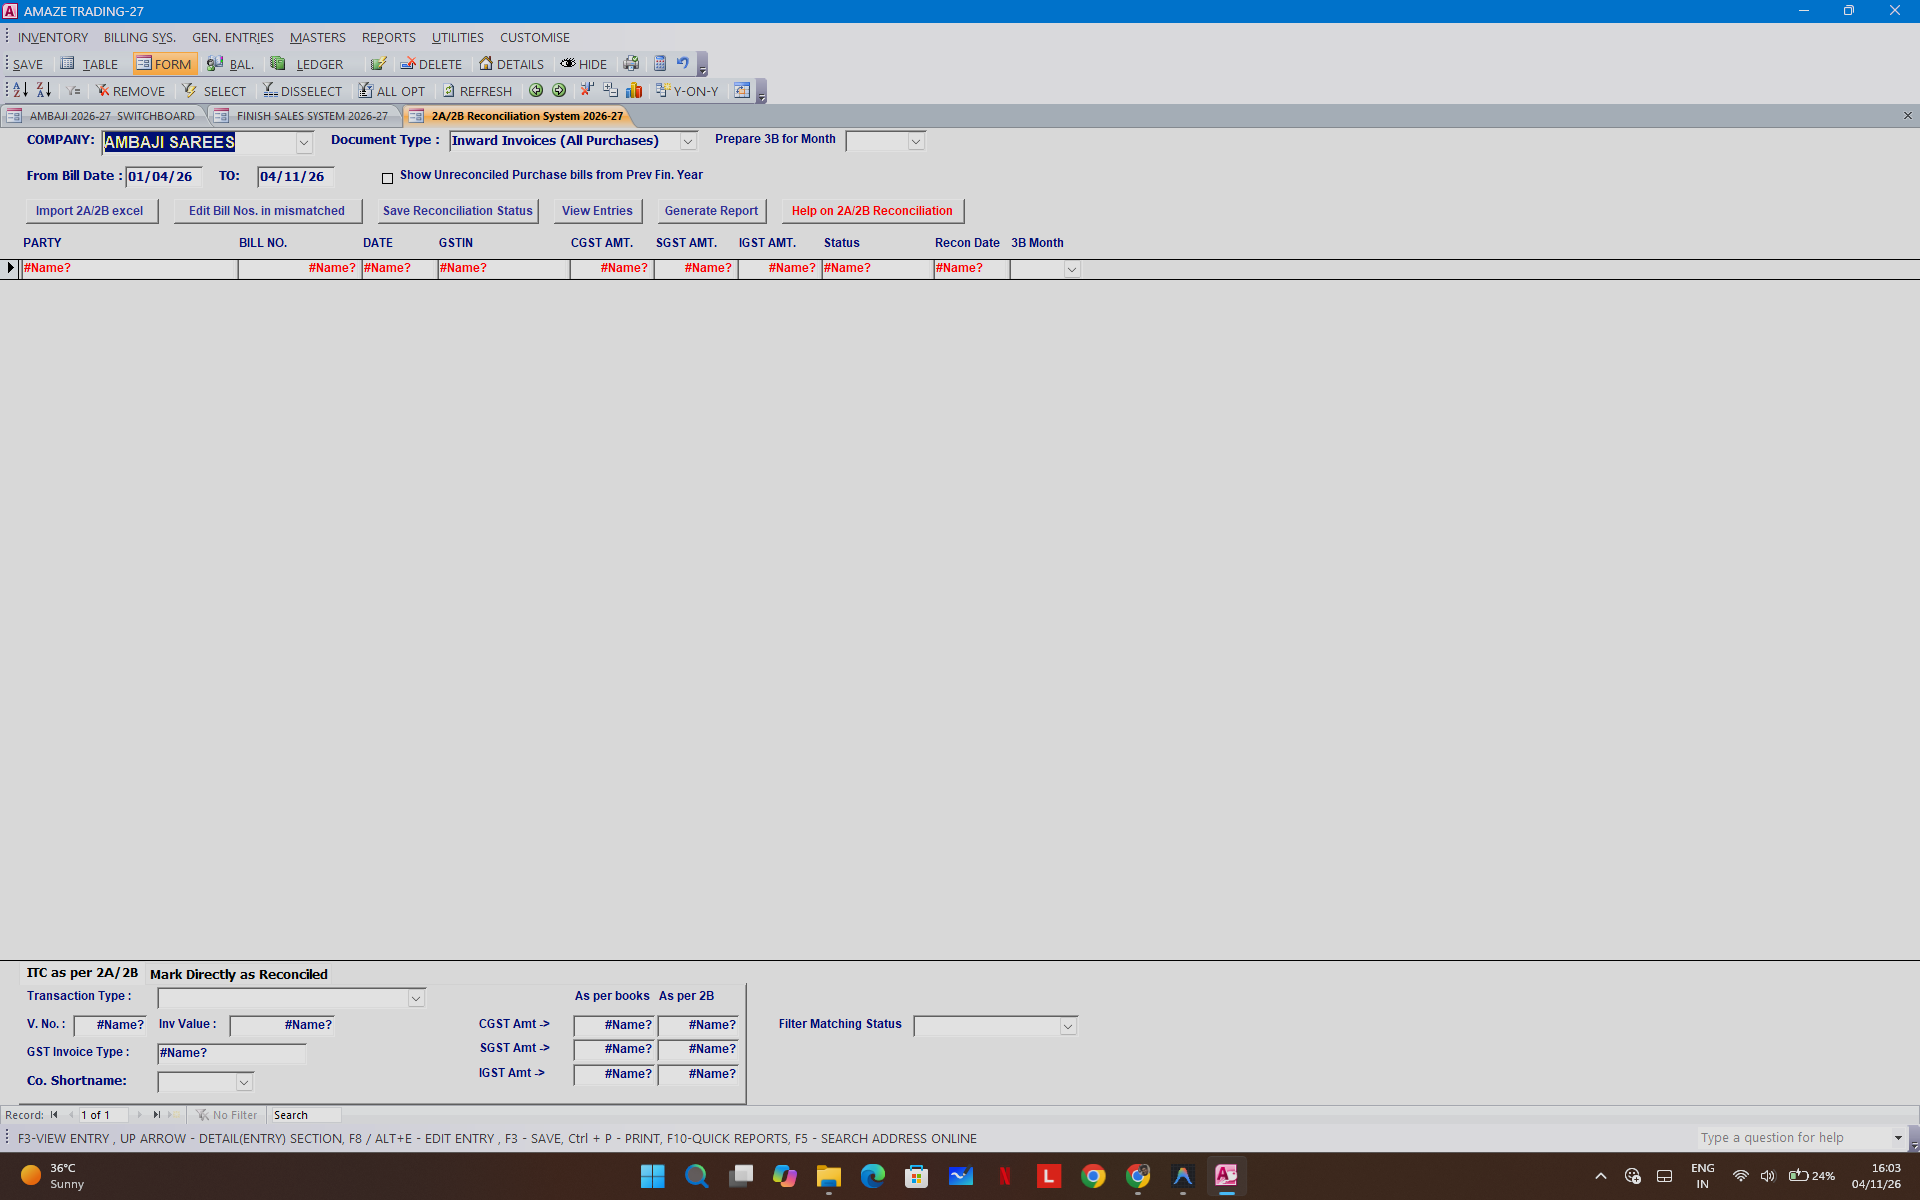 AMAZE TRADING-27
INVENTORY BILLING SYS. GEN. ENTRIES MASTERS REPORTS UTILITIES CUSTOMISE
SAVE TABLE FORM BAL. LEDGER DELETE DETAILS HIDE
REMOVE SELECT DISSELECT ALL OPT REFRESH Y-ON-Y
AMBAJI 2026-27 SWITCHBOARD FINISH SALES SYSTEM 2026-27 2A/2B Reconciliation System 2026-27
COMPANY: AMBAJI SAREES Document Type : Inward Invoices (All Purchases) Prepare 3B for Month
From Bill Date : 01/04/26 TO: 04/11/26 Show Unreconciled Purchase bills from Prev Fin. Year
Import 2A/2B excel Edit Bill Nos. in mismatched Save Reconciliation Status View Entries Generate Report Help on 2A/2B Reconciliation
PARTY BILL NO. DATE GSTIN CGST AMT. SGST AMT. IGST AMT. Status Recon Date 3B Month
#Name? #Name? #Name? #Name? #Name? #Name? #Name? #Name? #Name?
ITC as per 2A/2B Mark Directly as Reconciled
Transaction Type : As per books As per 2B
V. No. : #Name? Inv Value : #Name? CGST Amt -> #Name? #Name? Filter Matching Status
GST Invoice Type : #Name? SGST Amt -> #Name? #Name?
Co. Shortname: IGST Amt -> #Name? #Name?
Record: 1 of 1 No Filter Search
F3-VIEW ENTRY , UP ARROW - DETAIL(ENTRY) SECTION, F8 / ALT+E - EDIT ENTRY , F3 - SAVE, Ctrl + P - PRINT, F10-QUICK REPORTS, F5 - SEARCH ADDRESS ONLINE Type a question for help
36°C ENG 16:03
Sunny IN 24% 04/11/26